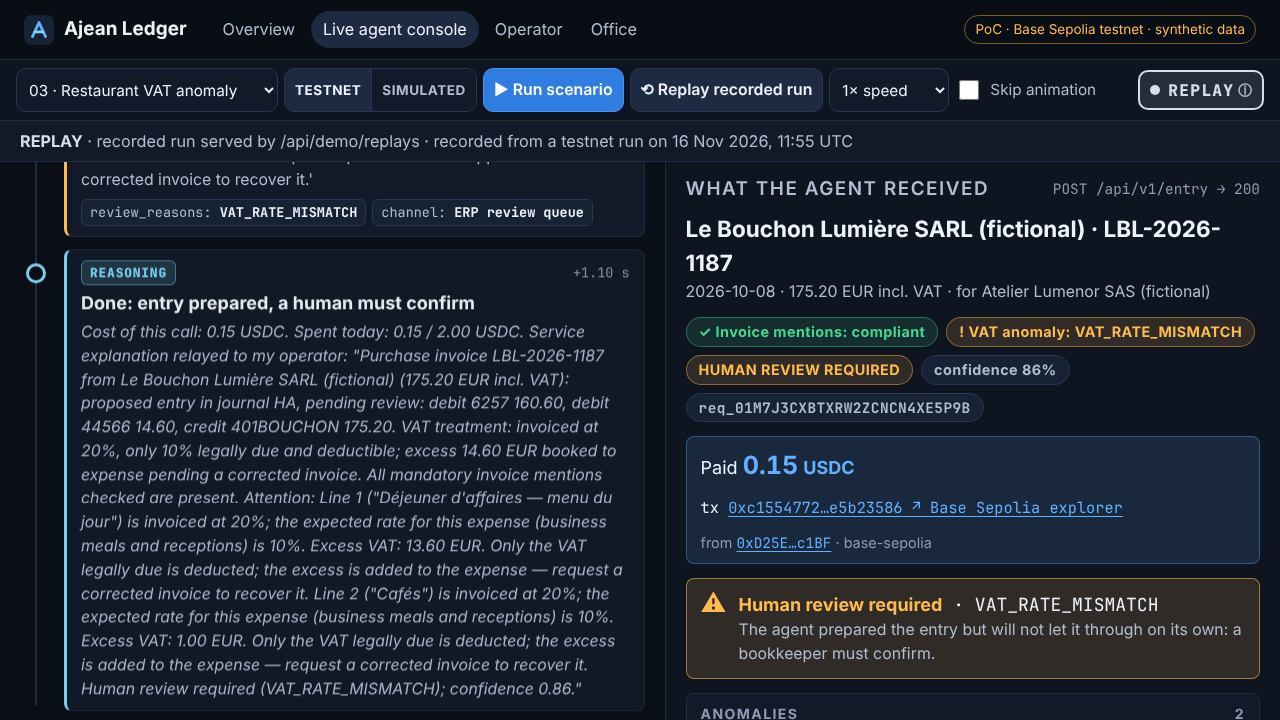 Ajean Ledger
Overview
Live agent console
Operator
Office
PoC · Base Sepolia testnet · synthetic data
03 · Restaurant VAT anomaly
TESTNET
SIMULATED
▶ Run scenario
⟲ Replay recorded run
1× speed
Skip animation
REPLAY ⓘ
REPLAY · recorded run served by /api/demo/replays · recorded from a testnet run on 16 Nov 2026, 11:55 UTC
corrected invoice to recover it.'
review_reasons: VAT_RATE_MISMATCH
channel: ERP review queue
REASONING
+1.10 s
Done: entry prepared, a human must confirm
Cost of this call: 0.15 USDC. Spent today: 0.15 / 2.00 USDC. Service
explanation relayed to my operator: "Purchase invoice LBL-2026-1187
from Le Bouchon Lumière SARL (fictional) (175.20 EUR incl. VAT):
proposed entry in journal HA, pending review: debit 6257 160.60, debit
44566 14.60, credit 401BOUCHON 175.20. VAT treatment: invoiced at
20%, only 10% legally due and deductible; excess 14.60 EUR booked to
expense pending a corrected invoice. All mandatory invoice mentions
checked are present. Attention: Line 1 ("Déjeuner d'affaires — menu du
jour") is invoiced at 20%; the expected rate for this expense (business
meals and receptions) is 10%. Excess VAT: 13.60 EUR. Only the VAT
legally due is deducted; the excess is added to the expense — request a
corrected invoice to recover it. Line 2 ("Cafés") is invoiced at 20%; the
expected rate for this expense (business meals and receptions) is 10%.
Excess VAT: 1.00 EUR. Only the VAT legally due is deducted; the excess
is added to the expense — request a corrected invoice to recover it.
Human review required (VAT_RATE_MISMATCH); confidence 0.86."
WHAT THE AGENT RECEIVED
POST /api/v1/entry → 200
Le Bouchon Lumière SARL (fictional) · LBL-2026-
1187
2026-10-08 · 175.20 EUR incl. VAT · for Atelier Lumenor SAS (fictional)
✓ Invoice mentions: compliant
! VAT anomaly: VAT_RATE_MISMATCH
HUMAN REVIEW REQUIRED
confidence 86%
req_01M7J3CXBTXRW2ZCNCN4XE5P9B
Paid 0.15 USDC
tx 0xc1554772…e5b23586 ↗ Base Sepolia explorer
from 0xD25E…c1BF · base-sepolia
Human review required · VAT_RATE_MISMATCH
The agent prepared the entry but will not let it through on its own: a
bookkeeper must confirm.
ANOMALIES
2